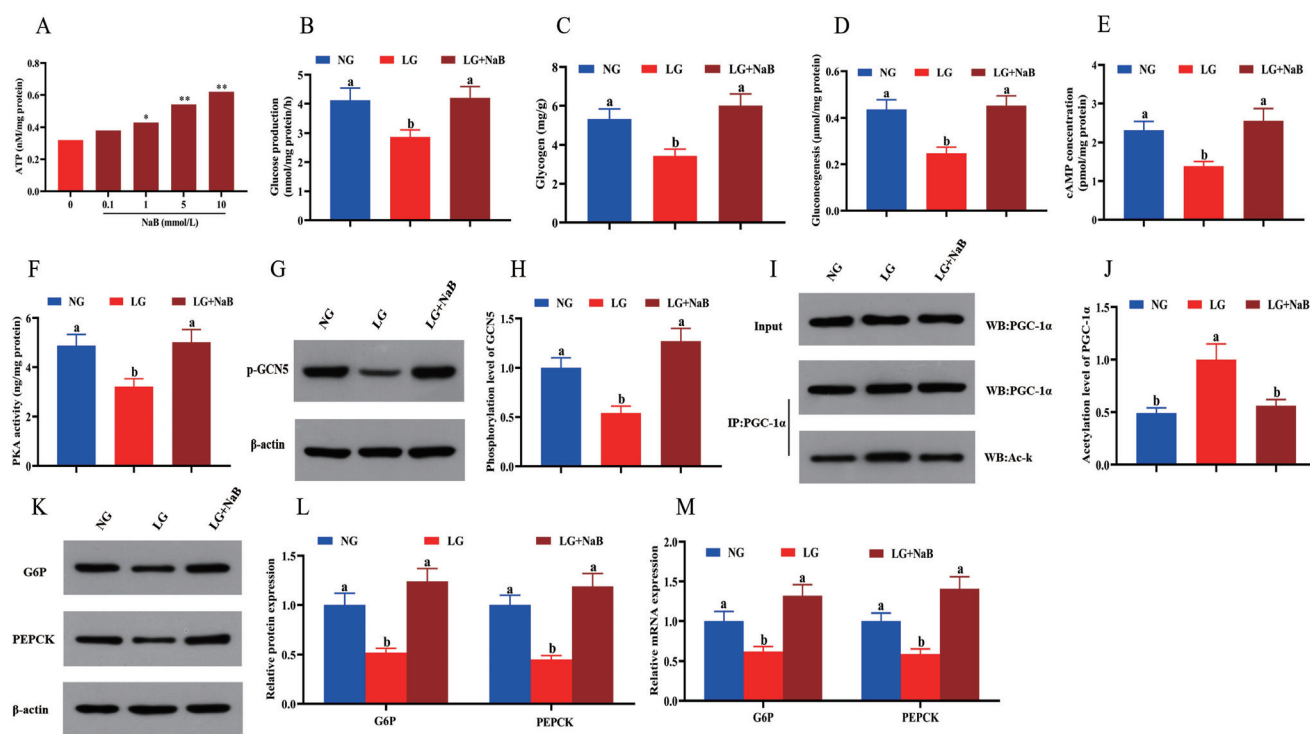 A
ATP (nM/mg protein)
0.8
0.6
0.4
0.2
0.0
*
**
**
0
0.1
1
5
10
NaB (mmol/L)
B
NG
LG
LG+NaB
Glucose production
(nmol/mg protein/h)
5
4
3
2
1
0
a
b
a
C
NG
LG
LG+NaB
Glycogen (mg/g)
8
6
4
2
0
a
b
a
D
NG
LG
LG+NaB
Gluconeogenesis (μmol/mg protein)
0.6
0.4
0.2
0.0
a
b
a
E
NG
LG
LG+NaB
cAMP concentration
(pmol/mg protein)
4
3
2
1
0
a
b
a
F
NG
LG
LG+NaB
PKA activity (ng/mg protein)
9
6
3
0
a
b
a
G
NG
LG
LG+NaB
p-GCN5
β-actin
H
NG
LG
LG+NaB
Phosphorylation level of GCN5
1.5
1.0
0.5
0.0
a
b
a
I
NG
LG
LG+NaB
Input
WB:PGC-1α
WB:PGC-1α
IP:PGC-1α
WB:Ac-k
J
NG
LG
LG+NaB
Acetylation level of PGC-1α
1.5
1.0
0.5
0.0
b
a
b
K
NG
LG
LG+NaB
G6P
PEPCK
β-actin
L
NG
LG
LG+NaB
Relative protein expression
1.5
1.0
0.5
0.0
a
b
a
a
b
a
G6P
PEPCK
M
NG
LG
LG+NaB
Relative mRNA expression
2.0
1.5
1.0
0.5
0.0
a
b
a
a
b
a
G6P
PEPCK